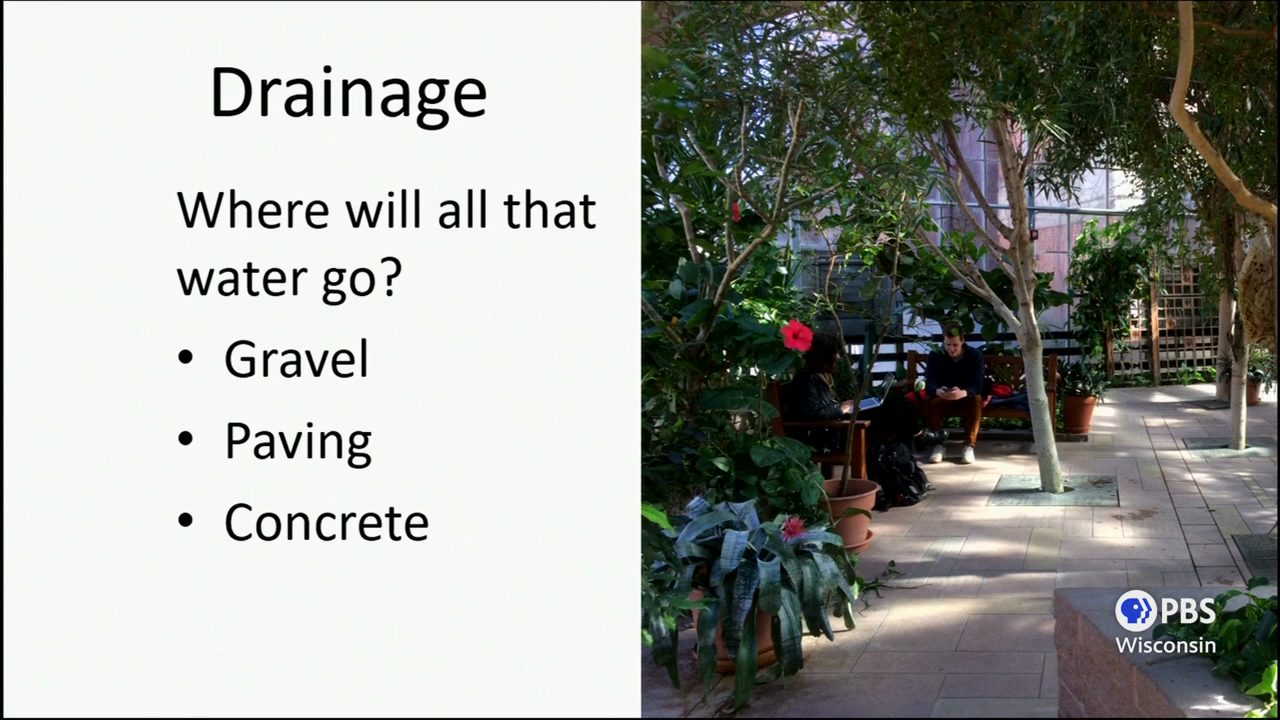 Drainage
Where will all that
water go?
• Gravel
• Paving
• Concrete
PBS
Wisconsin